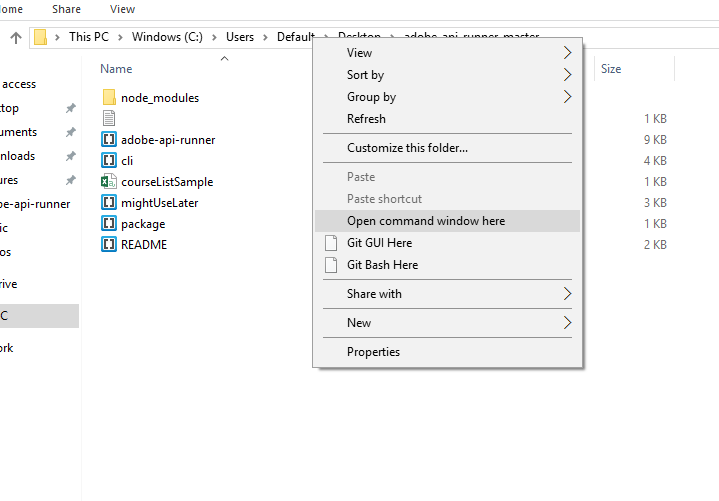 ome Share View
This PC Windows (C:) Users Default Desktop adobe-api-runner-master
Name Size
access
ktop
uments
nloads
ures
be-api-runner
ic
os
rive
C
ork
node_modules
1 KB
adobe-api-runner 9 KB
cli 4 KB
courseListSample 1 KB
mightUseLater 3 KB
package 1 KB
README 2 KB
View
Sort by
Group by
Refresh
Customize this folder...
Paste
Paste shortcut
Open command window here
Git GUI Here
Git Bash Here
Share with
New
Properties